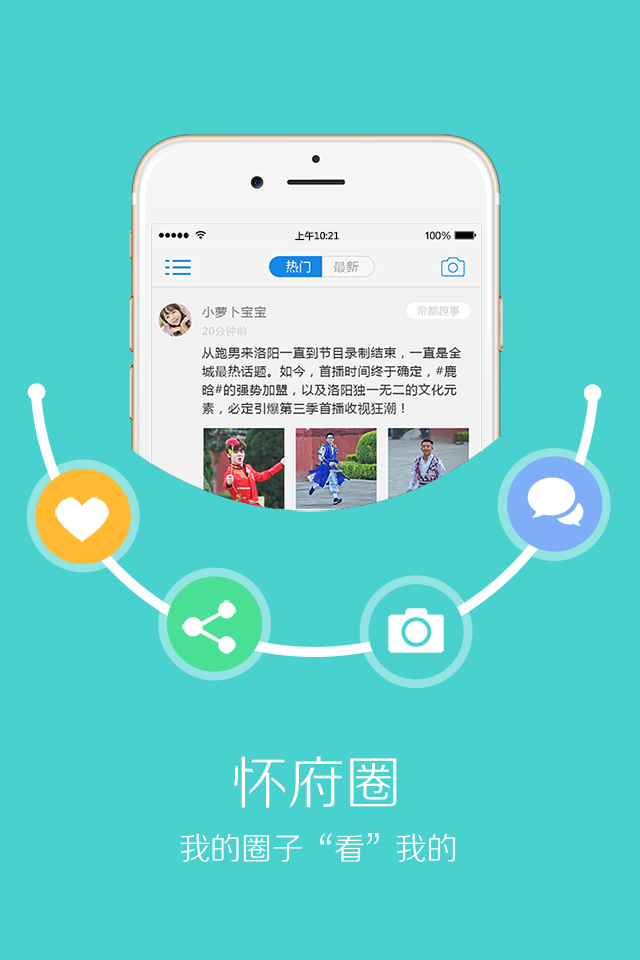 上午10:21
100%
热门
最新
小萝卜宝宝
帝都趣事
20分钟前
从跑男来洛阳一直到节目录制结束，一直是全
城最热话题。如今，首播时间终于确定，#鹿
晗#的强势加盟，以及洛阳独一无二的文化元
素，必定引爆第三季首播收视狂潮！
怀府圈
我的圈子“看”我的